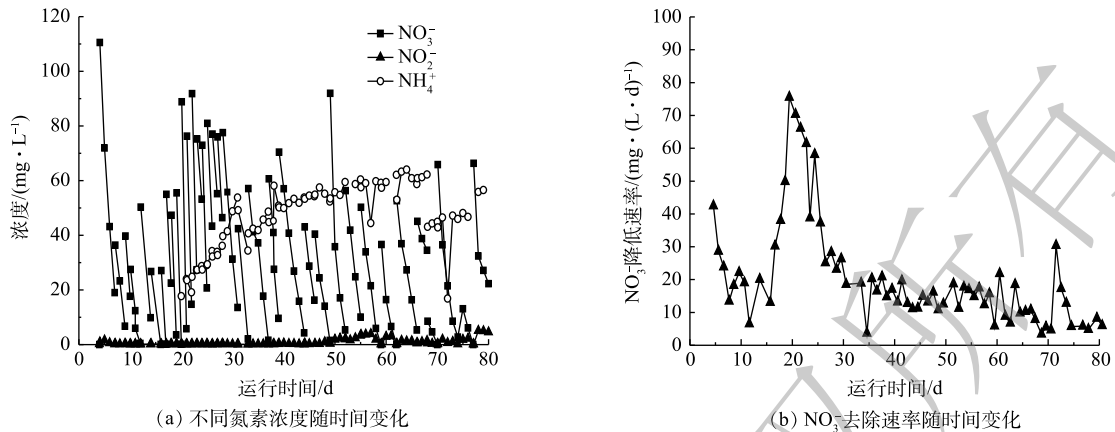 120
100
80
60
40
20
0
浓度/(mg·L⁻¹)
NO₃⁻
NO₂⁻
NH₄⁺
0 10 20 30 40 50 60 70 80
运行时间/d
(a) 不同氮素浓度随时间变化
100
90
80
70
60
50
40
30
20
10
0
NO₃⁻降低速率/(mg·(L·d)⁻¹)
0 10 20 30 40 50 60 70 80
运行时间/d
(b) NO₃⁻去除速率随时间变化
所有